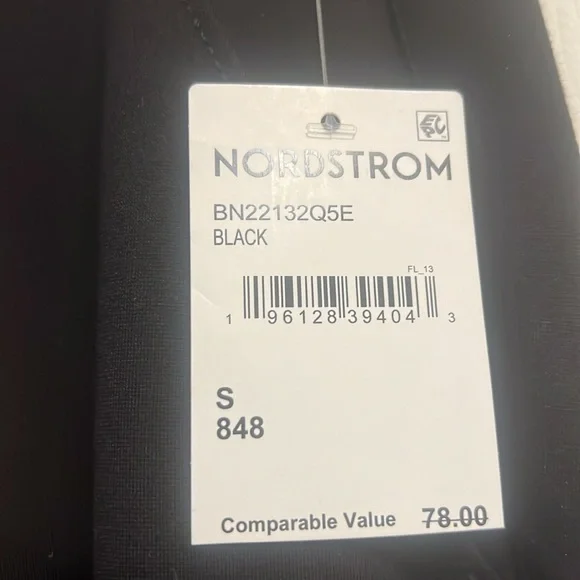 NORDSTROM
BN22132Q5E
BLACK
FL_13
1 96128 39404 3
S
848
Comparable Value 78.00